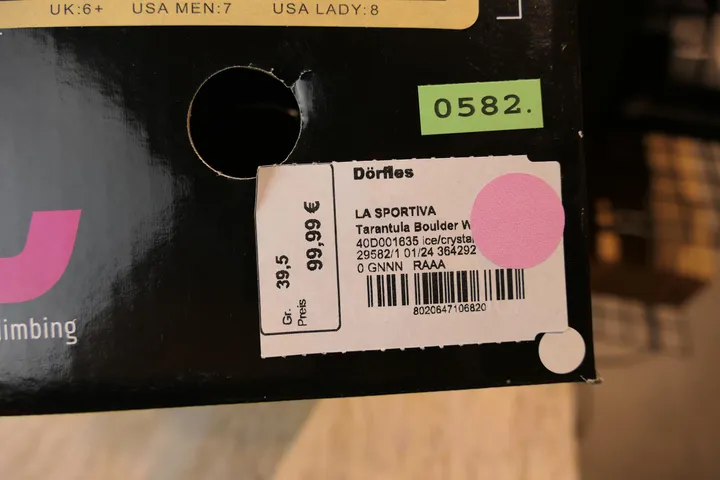 UK:6+ USA MEN:7 USA LADY:8
0582.
Dörfles
LA SPORTIVA
Tarantula Boulder W
40D001635 ice/crysta
29582/1 01/24 364292
0 GNNN RAAA
8020647106820
Gr. 39,5
Preis 99,99 €
limbing